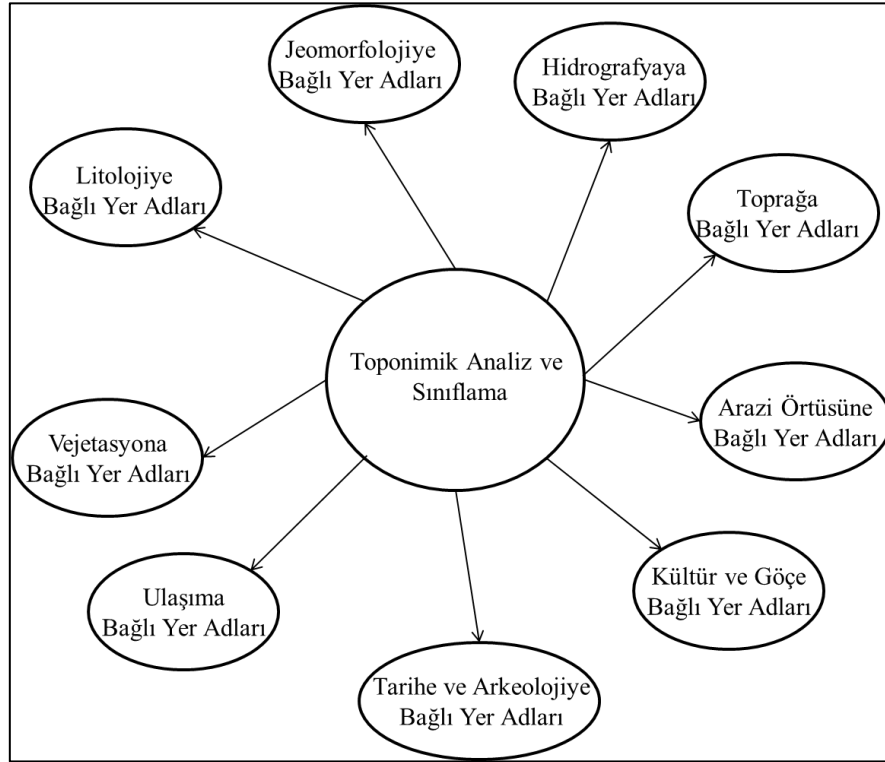 Jeomorfolojiye
Bağlı Yer Adları
Hidrografyaya
Bağlı Yer Adları
Litolojiye
Bağlı Yer Adları
Toprağa
Bağlı Yer Adları
Toponimik Analiz ve
Sınıflama
Arazi Örtüsüne
Bağlı Yer Adları
Vejetasyona
Bağlı Yer Adları
Kültür ve Göçe
Bağlı Yer Adları
Ulaşıma
Bağlı Yer Adları
Tarihe ve Arkeolojiye
Bağlı Yer Adları